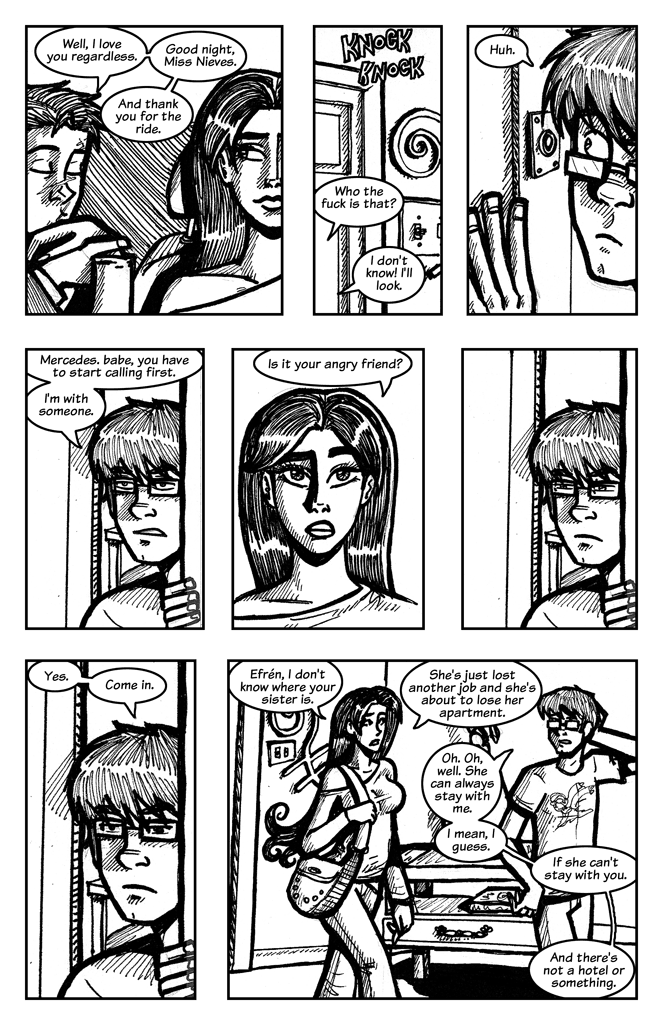 Well, I love
you regardless.
Good night,
Miss Nieves.
And thank
you for the
ride.
KNOCK
KNOCK
Who the
fuck is that?
I don't
know! I'll
look.
Huh.
Mercedes. babe, you have
to start calling first.
I'm with
someone.
Is it your angry friend?
Yes.
Come in.
Efrén, I don't
know where your
sister is.
She's just lost
another job and she's
about to lose her
apartment.
Oh. Oh,
well. She
can always
stay with
me.
I mean, I
guess.
If she can't
stay with you.
And there's
not a hotel or
something.